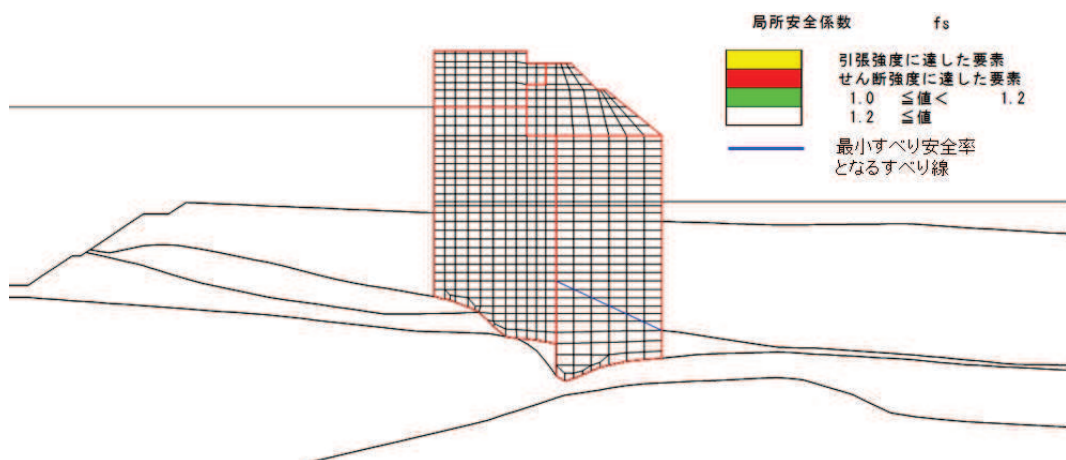 局所安全係数 fs
引張強度に達した要素
せん断強度に達した要素
1.0 ≦値< 1.2
1.2 ≦値
最小すべり安全率
となるすべり線